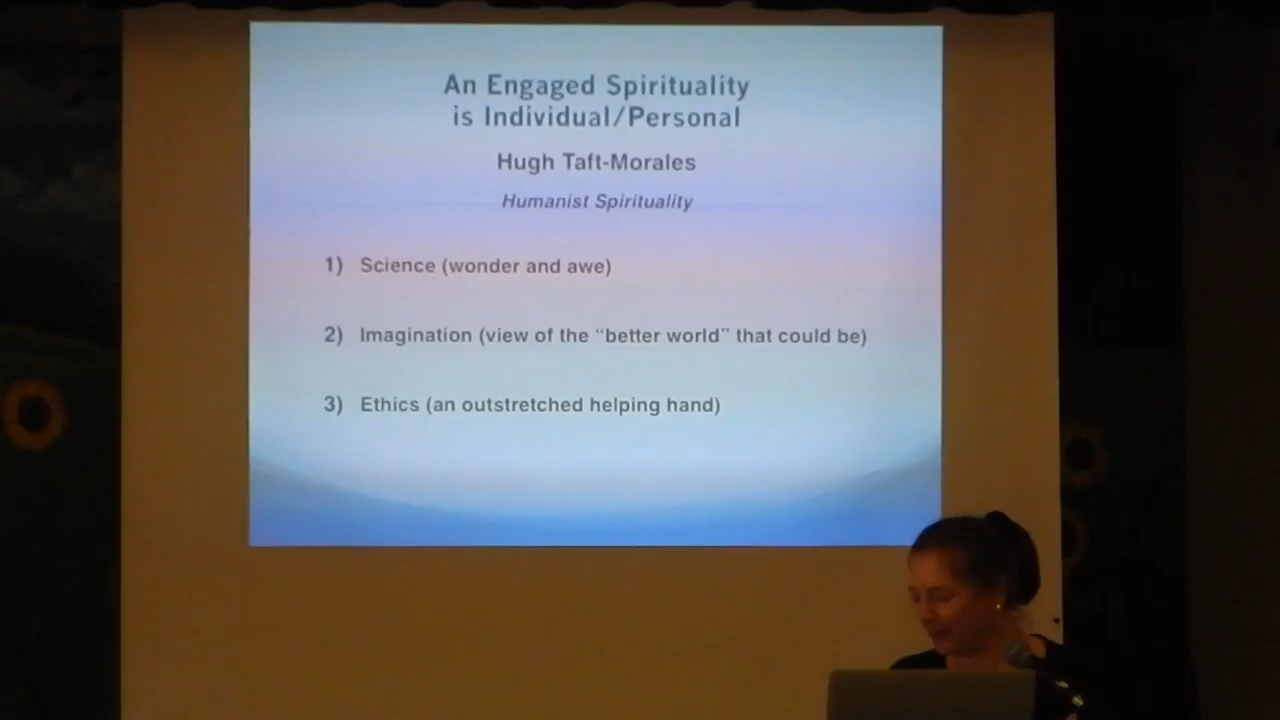 An Engaged Spirituality
is Individual/Personal
Hugh Taft-Morales
Humanist Spirituality
1) Science (wonder and awe)
2) Imagination (view of the “better world” that could be)
3) Ethics (an outstretched helping hand)